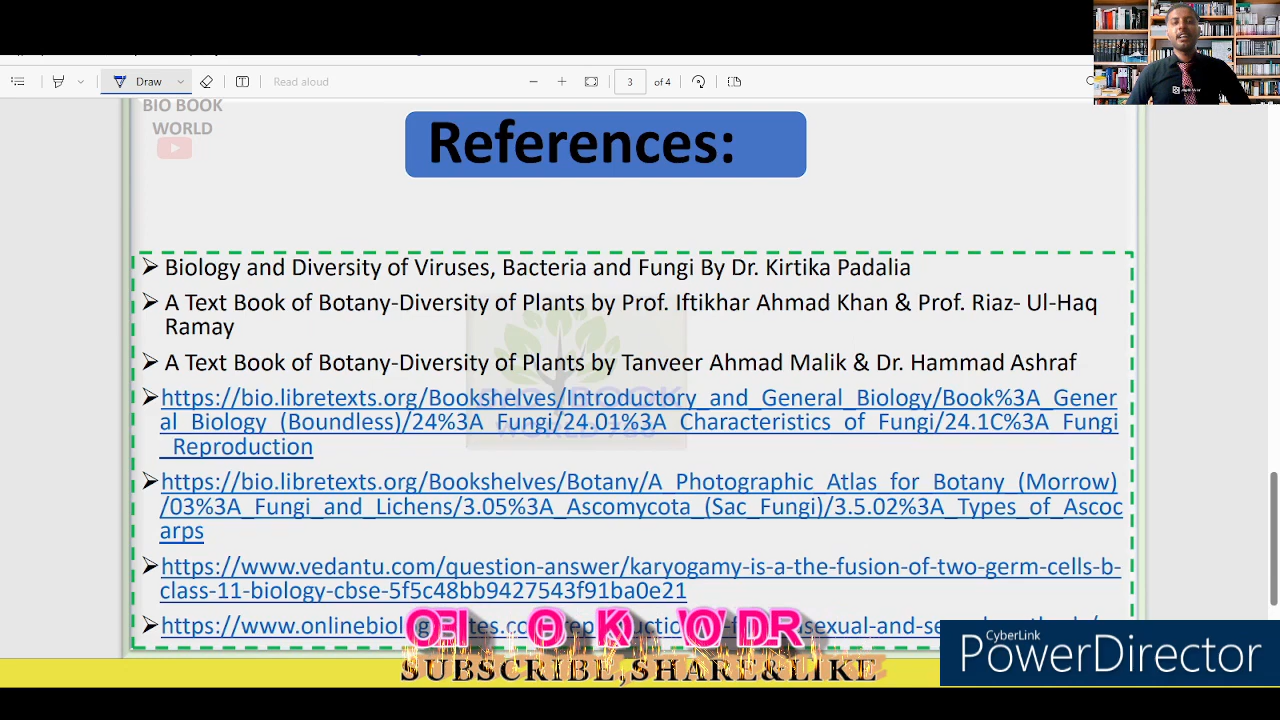 Draw
Read aloud
3 of 4
BIO BOOK
WORLD
References:
Biology and Diversity of Viruses, Bacteria and Fungi By Dr. Kirtika Padalia
A Text Book of Botany-Diversity of Plants by Prof. Iftikhar Ahmad Khan & Prof. Riaz- Ul-Haq
Ramay
A Text Book of Botany-Diversity of Plants by Tanveer Ahmad Malik & Dr. Hammad Ashraf
https://bio.libretexts.org/Bookshelves/Introductory_and_General_Biology/Book%3A_Gener
al_Biology_(Boundless)/24%3A_Fungi/24.01%3A_Characteristics_of_Fungi/24.1C%3A_Fungi
_Reproduction
https://bio.libretexts.org/Bookshelves/Botany/A_Photographic_Atlas_for_Botany_(Morrow)
/03%3A_Fungi_and_Lichens/3.05%3A_Ascomycota_(Sac_Fungi)/3.5.02%3A_Types_of_Ascoc
arps
https://www.vedantu.com/question-answer/karyogamy-is-a-the-fusion-of-two-germ-cells-b-
class-11-biology-cbse-5f5c48bb9427543f91ba0e21
SUBSCRIBE,SHARE&LIKE
CyberLink
PowerDirector